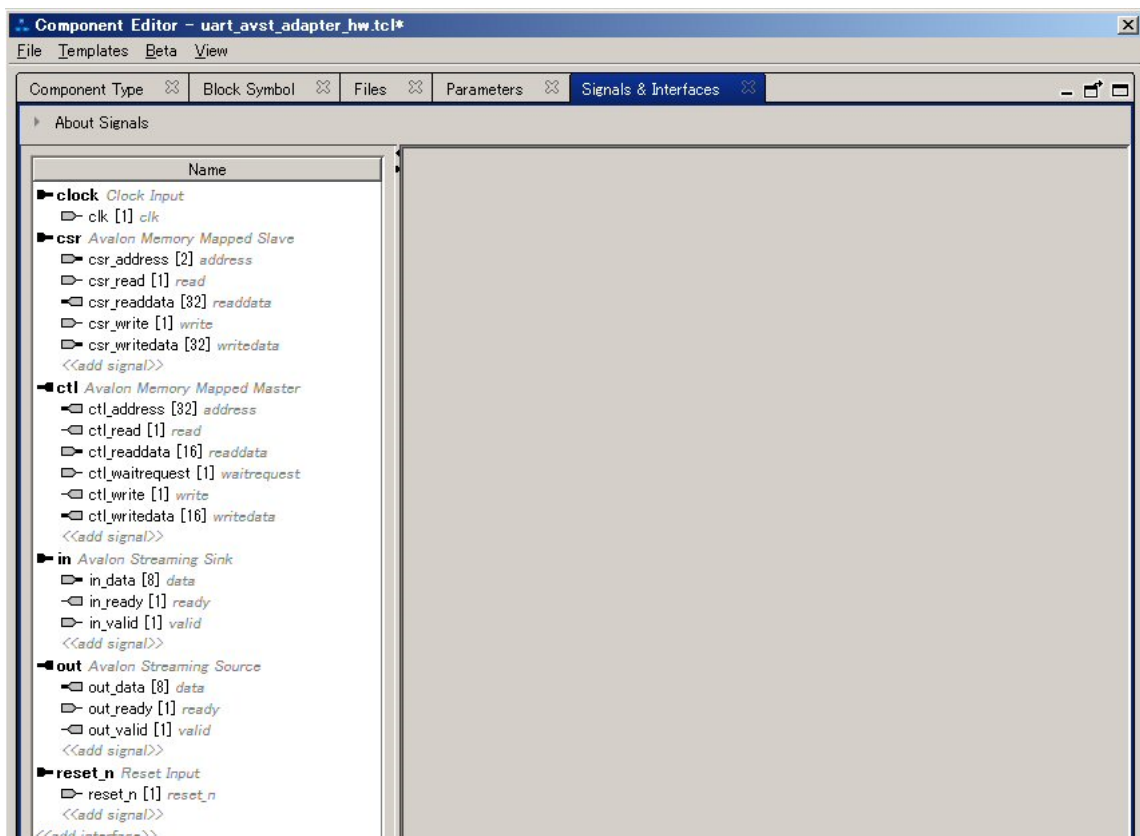 Component Editor - uart_avst_adapter_hw.tcl*
File Templates Beta View
Component Type Block Symbol Files Parameters Signals & Interfaces
About Signals
Name
clock Clock Input
clk [1] clk
csr Avalon Memory Mapped Slave
csr_address [2] address
csr_read [1] read
csr_readdata [32] readdata
csr_write [1] write
csr_writedata [32] writedata
<<add signal>>
ctl Avalon Memory Mapped Master
ctl_address [32] address
ctl_read [1] read
ctl_readdata [16] readdata
ctl_waitrequest [1] waitrequest
ctl_write [1] write
ctl_writedata [16] writedata
<<add signal>>
in Avalon Streaming Sink
in_data [8] data
in_ready [1] ready
in_valid [1] valid
<<add signal>>
out Avalon Streaming Source
out_data [8] data
out_ready [1] ready
out_valid [1] valid
<<add signal>>
reset_n Reset Input
reset_n [1] reset_n
<<add signal>>
<<add interface>>